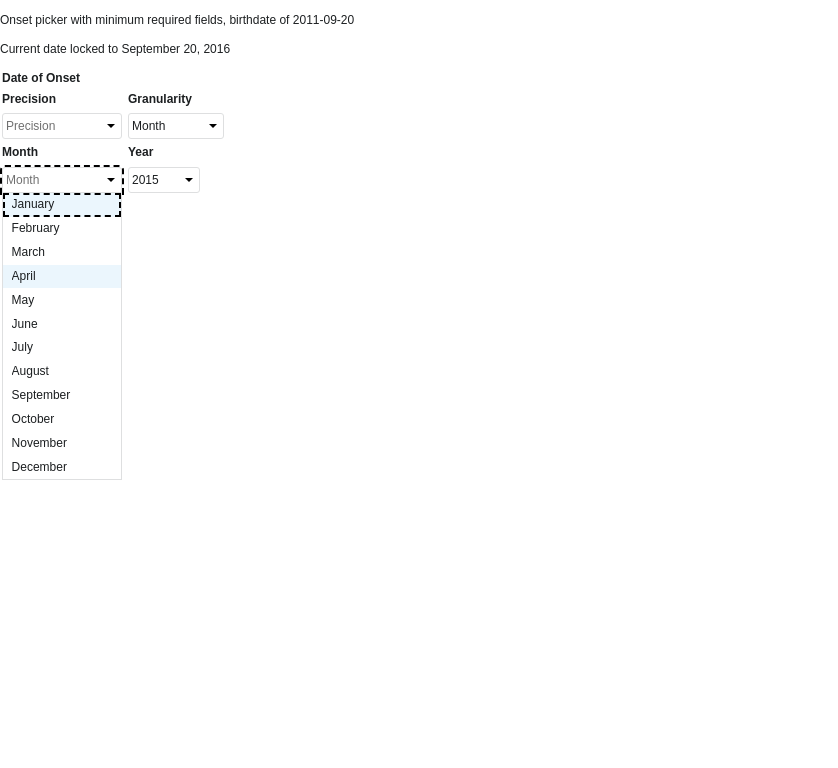 Onset picker with minimum required fields, birthdate of 2011-09-20
Current date locked to September 20, 2016
Date of Onset
Precision Granularity
Precision Month
Month Year
Month 2015
January
February
March
April
May
June
July
August
September
October
November
December